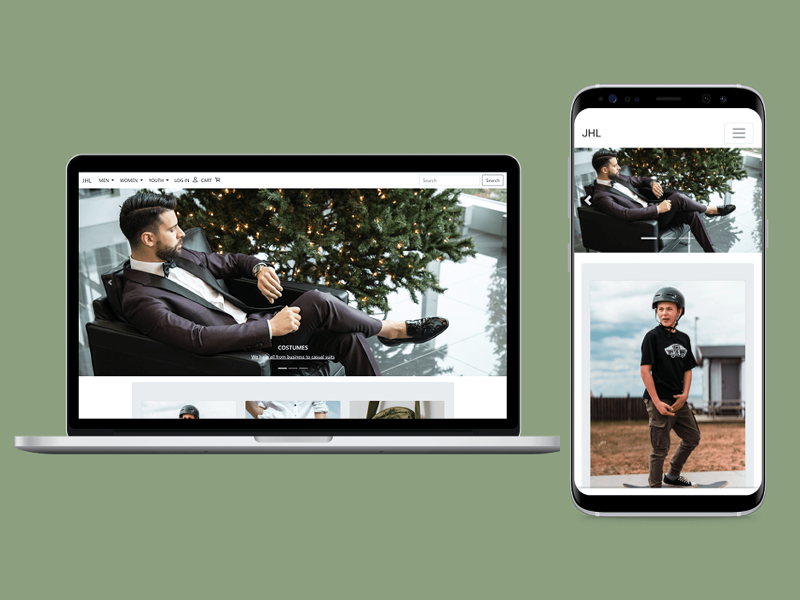 JHL MEN WOMEN YOUTH LOG IN CART Search Search
COSTUMES
We have all from business to casual suits
JHL
VANS